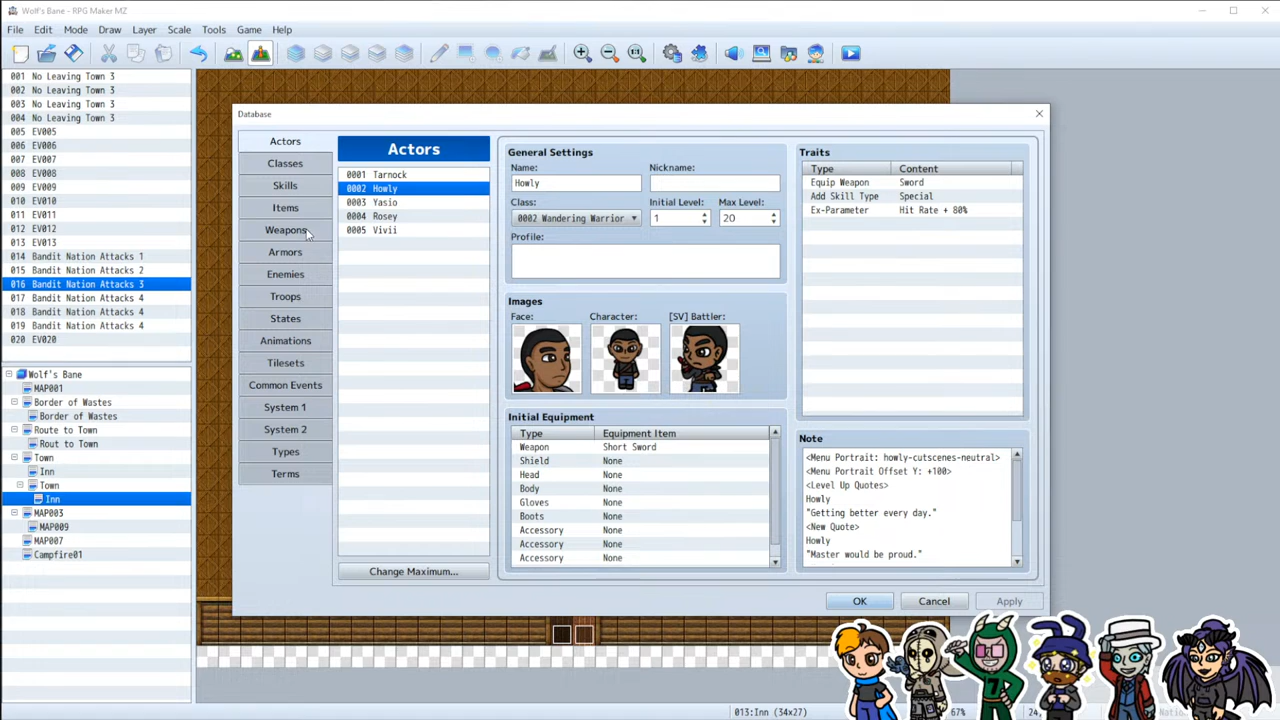 Wolf's Bane - RPG Maker MZ
File Edit Mode Draw Layer Scale Tools Game Help
001 No Leaving Town 3
002 No Leaving Town 3
003 No Leaving Town 3
004 No Leaving Town 3
005 EV005
006 EV006
007 EV007
008 EV008
009 EV009
010 EV010
011 EV011
012 EV012
013 EV013
014 Bandit Nation Attacks 1
015 Bandit Nation Attacks 2
016 Bandit Nation Attacks 3
017 Bandit Nation Attacks 4
018 Bandit Nation Attacks 4
019 Bandit Nation Attacks 4
020 EV020
Wolf's Bane
MAP001
Border of Wastes
Border of Wastes
Route to Town
Rout to Town
Town
Inn
Town
Inn
MAP003
MAP009
MAP007
Campfire01
Database
Actors
Classes
Skills
Items
Weapons
Armors
Enemies
Troops
States
Animations
Tilesets
Common Events
System 1
System 2
Types
Terms
Actors
0001 Tarnock
0002 Howly
0003 Yasio
0004 Rosey
0005 Vivii
Change Maximum...
General Settings
Name: Nickname:
Howly
Class: Initial Level: Max Level:
0002 Wandering Warrior 1 20
Profile:
Images
Face: Character: [SV] Battler:
Initial Equipment
Type Equipment Item
Weapon Short Sword
Shield None
Head None
Body None
Gloves None
Boots None
Accessory None
Accessory None
Accessory None
Traits
Type Content
Equip Weapon Sword
Add Skill Type Special
Ex-Parameter Hit Rate + 80%
Note
<Menu Portrait: howly-cutscenes-neutral>
<Menu Portrait Offset Y: +100>
<Level Up Quotes>
Howly
"Getting better every day."
<New Quote>
Howly
"Master would be proud."
OK Cancel Apply
7
013:Inn (34x27) 67% 24,